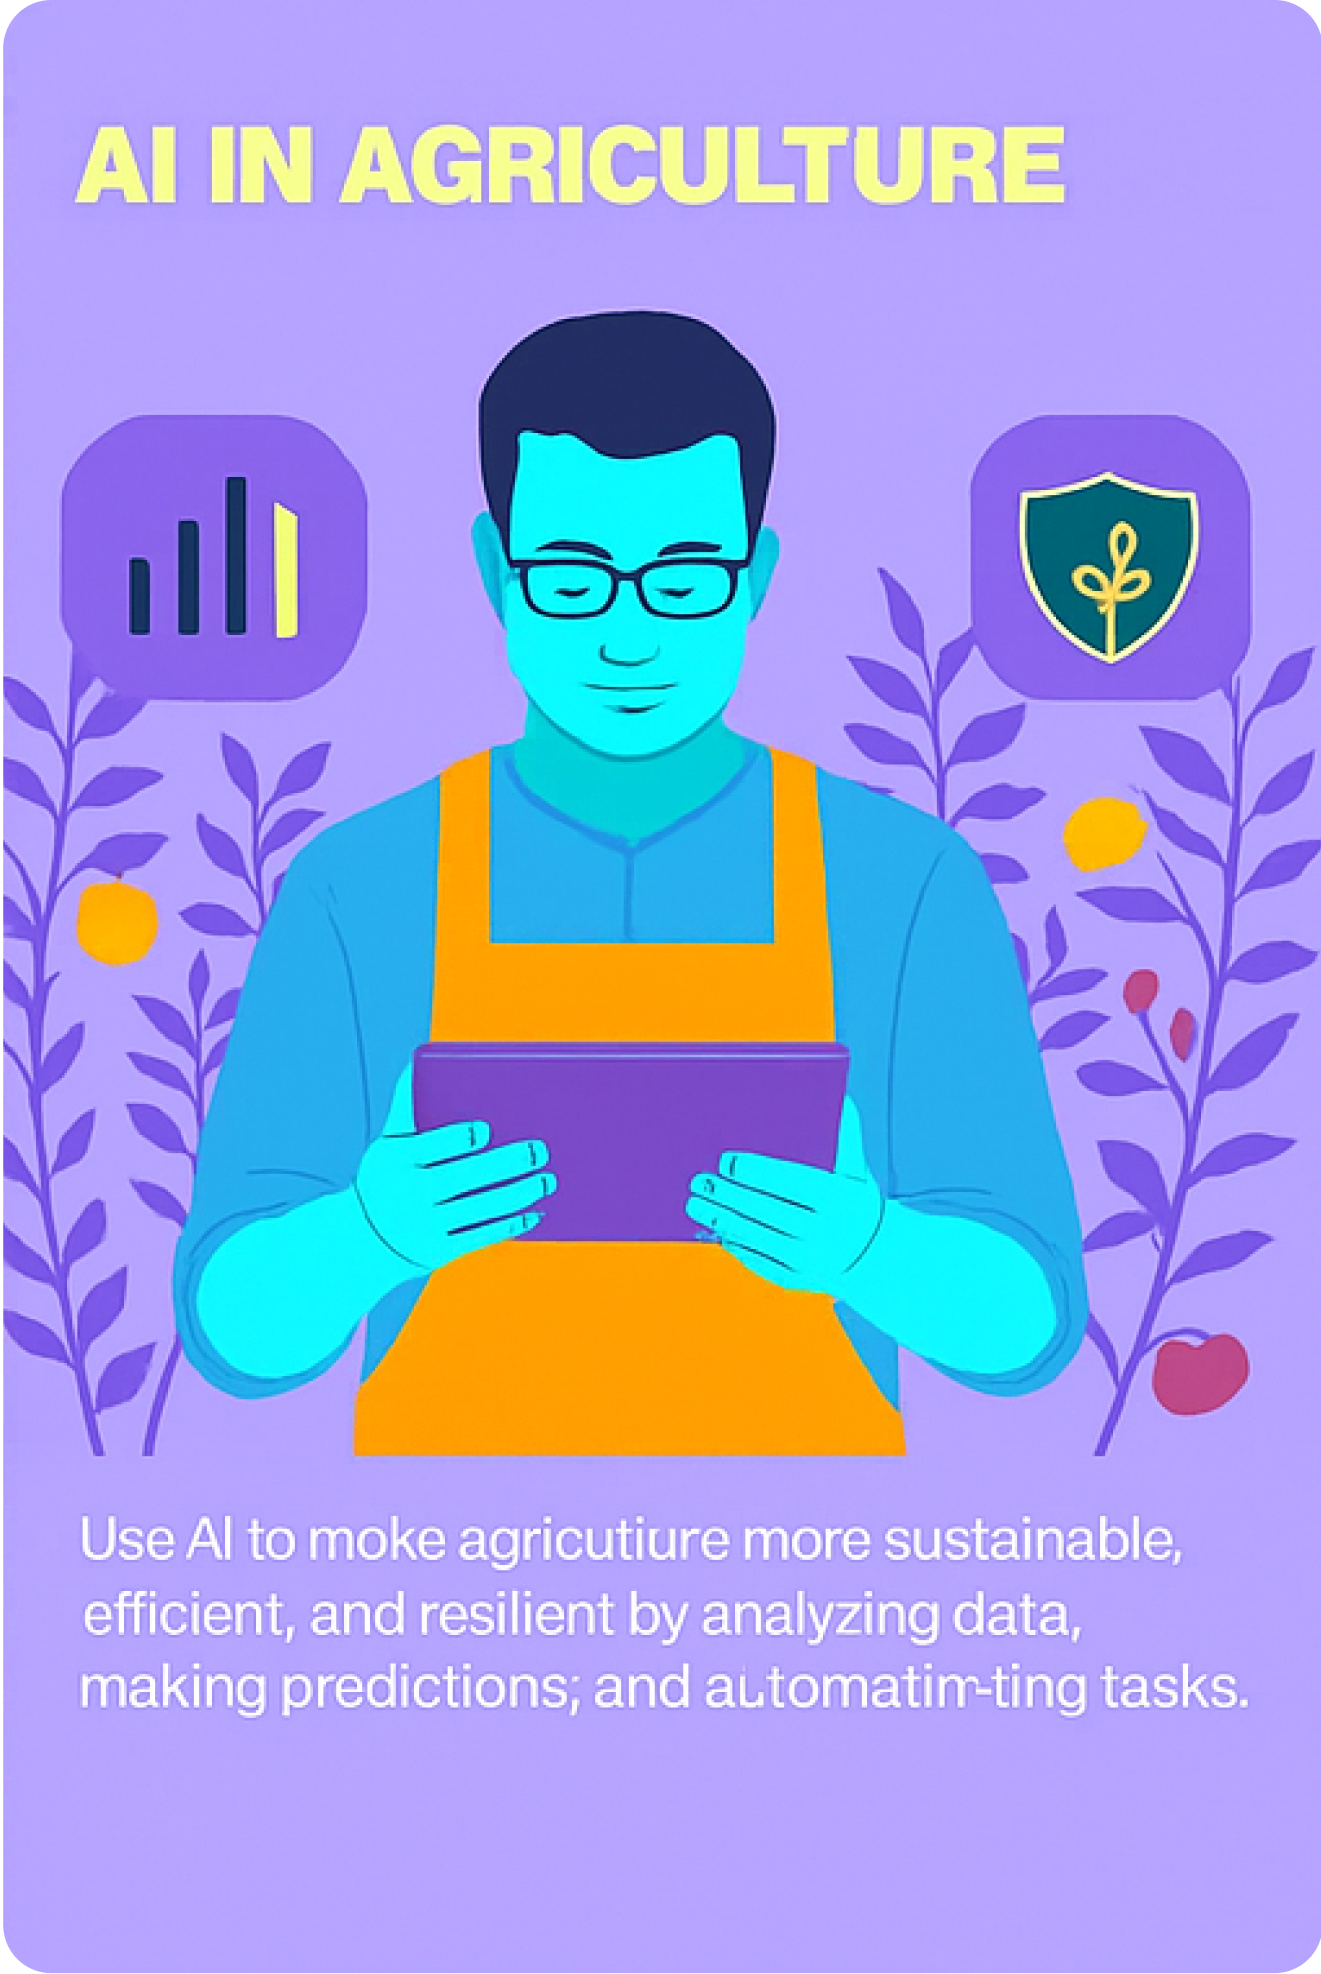 AI IN AGRICULTURE
Use AI to moke agricutiure more sustainable,
efficient, and resilient by analyzing data,
making predictions; and automatim-ting tasks.